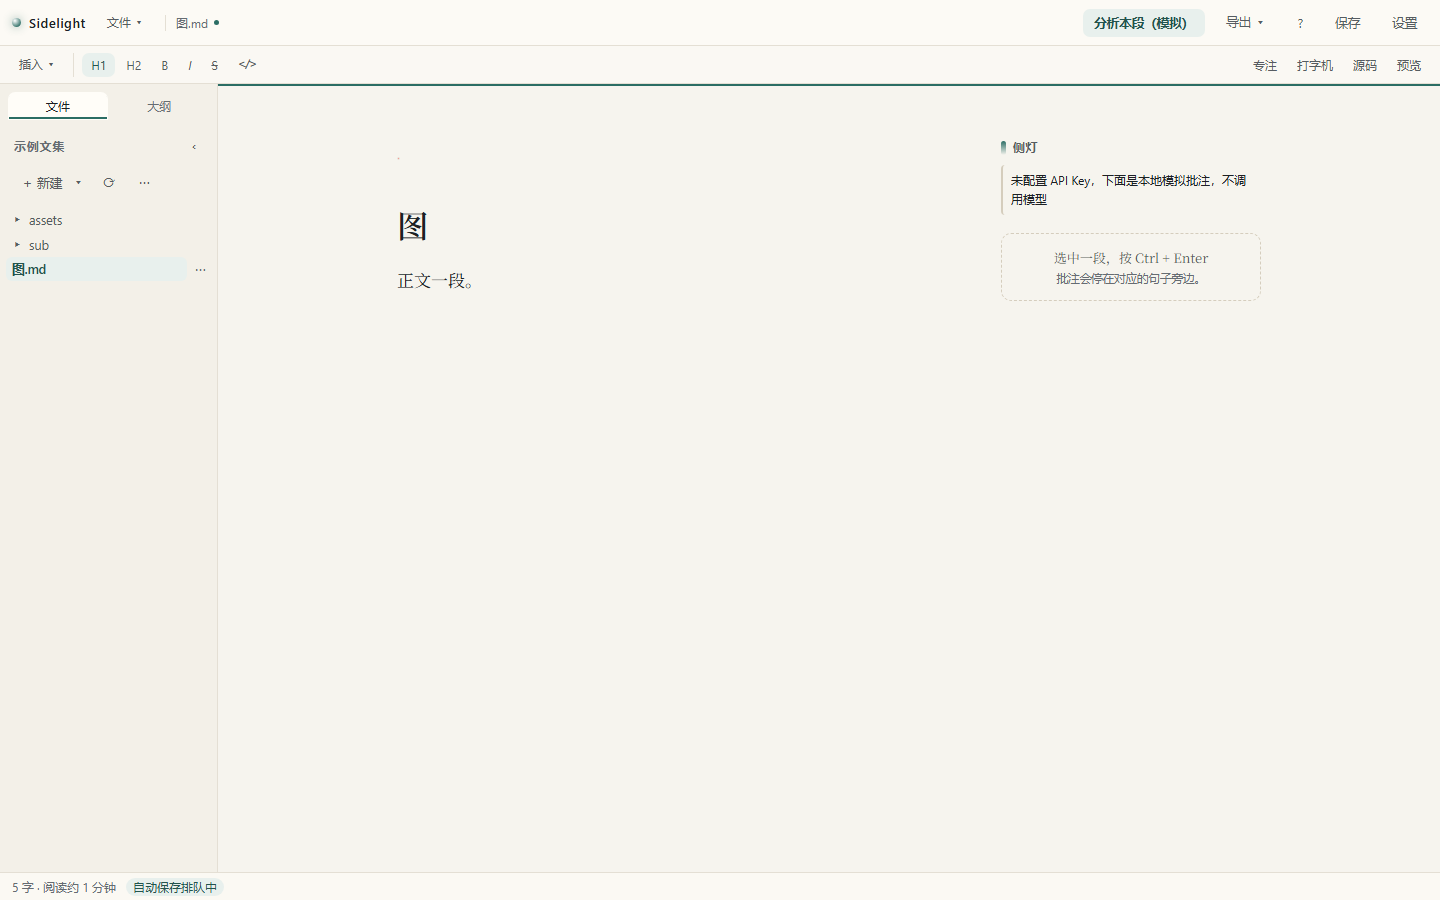 Sidelight 文件 ▾ 图.md ● 分析本段（模拟） 导出 ▾ ? 保存 设置
插入 ▾ H1 H2 B I S </> 专注 打字机 源码 预览
文件 大纲
示例文集 ‹
+ 新建 ▾ ⟳ ···
▸ assets
▸ sub
图.md ···
图
正文一段。
侧灯
未配置 API Key，下面是本地模拟批注，不调
用模型
选中一段，按 Ctrl + Enter
批注会停在对应的句子旁边。
5 字 · 阅读约 1 分钟 自动保存排队中